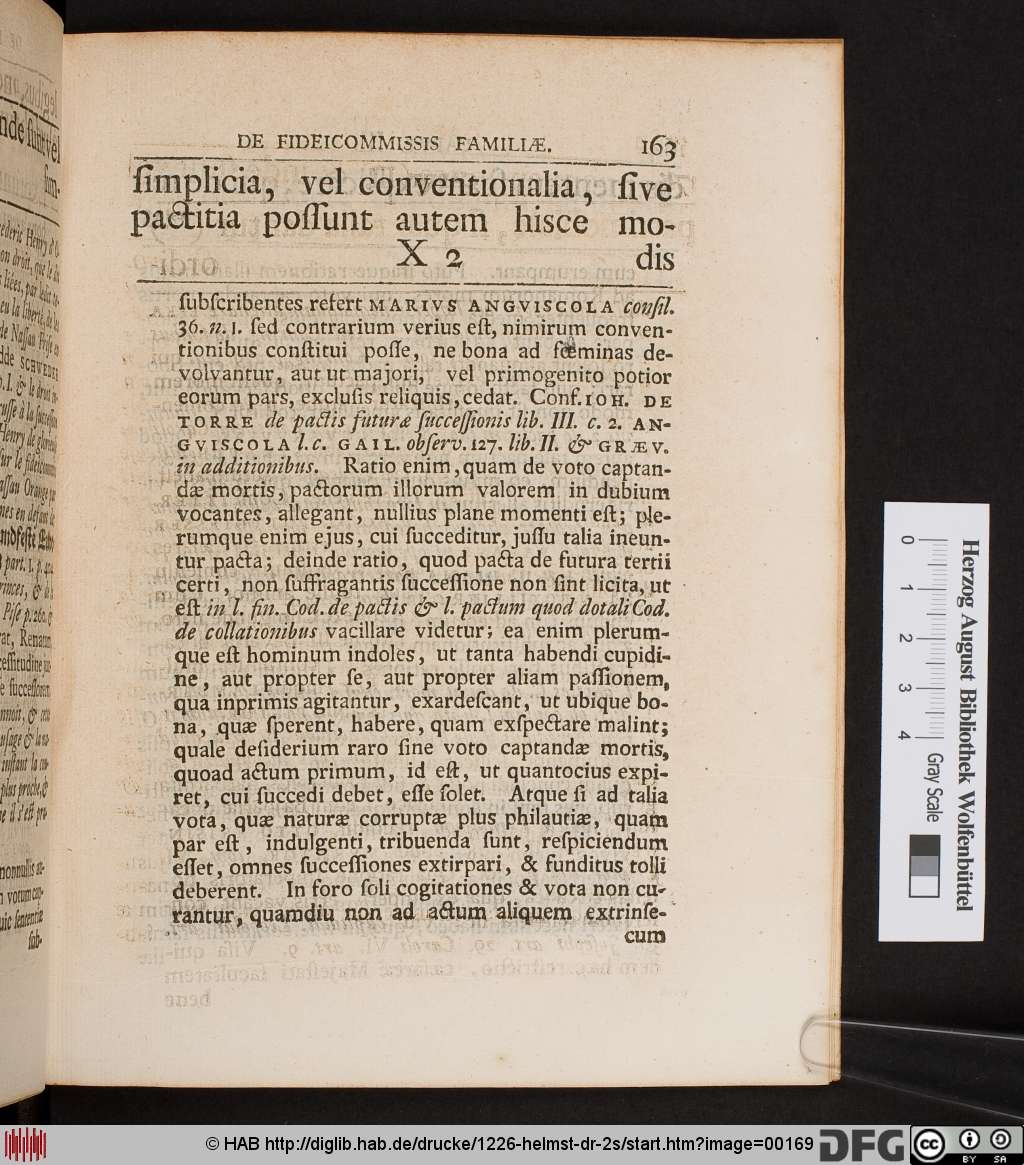 DE FIDEICOMMISSIS FAMILIÆ. 163
ſimplicia, vel conventionalia, ſive
pactitia poſſunt autem hisce mo-
X 2 dis
ſubſcribentes refert MARIVS ANGVISCOLA conſil.
36. n. 1. ſed contrarium verius eſt, nimirum conven-
tionibus conſtitui poſſe, ne bona ad fœminas de-
volvantur, aut ut majori, vel primogenito potior
eorum pars, excluſis reliquis, cedat. Conf. IOH. DE
TORRE de pactis futuræ ſucceſſionis lib. III. c. 2. AN-
GVISCOLA l. c. GAIL. obſerv. 127. lib. II. & GRÆV.
in additionibus. Ratio enim, quam de voto captan-
dæ mortis, pactorum illorum valorem in dubium
vocantes, allegant, nullius plane momenti eſt; ple-
rumque enim ejus, cui ſucceditur, juſſu talia ineun-
tur pacta; deinde ratio, quod pacta de futura tertii
certi, non ſuffragantis ſucceſſione non ſint licita, ut
eſt in l. fin. Cod. de pactis & l. pactum quod dotali Cod.
de collationibus vacillare videtur; ea enim plerum-
que eſt hominum indoles, ut tanta habendi cupidi-
ne, aut propter ſe, aut propter aliam paſſionem,
qua inprimis agitantur, exardeſcant, ut ubique bo-
na, quæ ſperent, habere, quam exſpectare malint;
quale deſiderium raro ſine voto captandæ mortis,
quoad actum primum, id eſt, ut quantocius expi-
ret, cui ſuccedi debet, eſſe ſolet. Atque ſi ad talia
vota, quæ naturæ corruptæ plus philautiæ, quam
par eſt, indulgenti, tribuenda ſunt, reſpiciendum
eſſet, omnes ſucceſſiones extirpari, & funditus tolli
deberent. In foro ſoli cogitationes & vota non cu-
rantur, quamdiu non ad actum aliquem extrinſe-
cum
0 1 2 3 4
Herzog August Bibliothek Wolfenbüttel
Gray Scale
© HAB http://diglib.hab.de/drucke/1226-helmst-dr-2s/start.htm?image=00169
DFG
cc BY SA